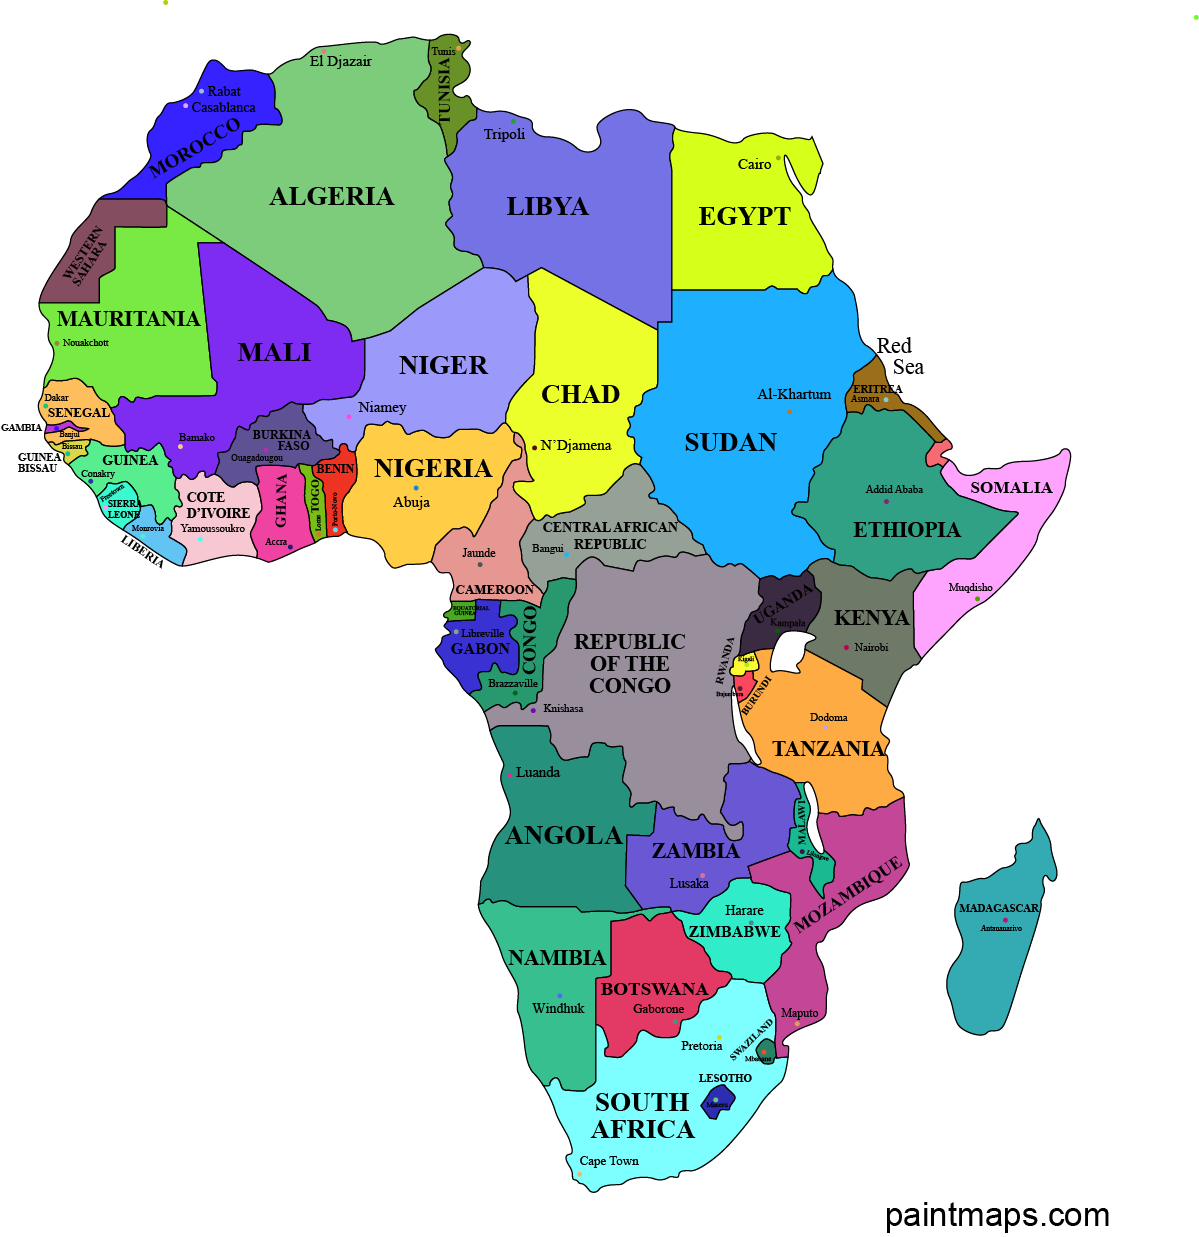 Tunis
El Djazair
TUNISIA
Rabat
Casablanca
MOROCCO
Tripoli
Cairo
ALGERIA
LIBYA
EGYPT
WESTERN
SAHARA
MAURITANIA
Nouakchott
MALI
NIGER
Niamey
CHAD
N'Djamena
Red
Sea
ERITREA
Asmara
Al-Khartum
SUDAN
Dakar
SENEGAL
GAMBIA
Banjul
Bissau
GUINEA
BISSAU
GUINEA
Conakry
Bamako
BURKINA
FASO
Ouagadougou
BENIN
Porto-Novo
NIGERIA
Abuja
Freetown
SIERRA
LEONE
Monrovia
LIBERIA
COTE
D'IVOIRE
Yamoussoukro
GHANA
Accra
TOGO
Lome
Addid Ababa
ETHIOPIA
SOMALIA
Muqdisho
CENTRAL AFRICAN
REPUBLIC
Bangui
Jaunde
CAMEROON
EQUATORIAL
GUINEA
Libreville
GABON
CONGO
Brazzaville
REPUBLIC
OF THE
CONGO
Knishasa
UGANDA
Kampala
KENYA
Nairobi
RWANDA
Kigali
Bujumbura
BURUNDI
Dodoma
TANZANIA
Luanda
ANGOLA
ZAMBIA
Lusaka
MALAWI
Lilongwe
MOZAMBIQUE
Harare
ZIMBABWE
MADAGASCAR
Antananarivo
NAMIBIA
Windhuk
BOTSWANA
Gaborone
Maputo
Pretoria
SWAZILAND
Mbabane
LESOTHO
Maseru
SOUTH
AFRICA
Cape Town
paintmaps.com